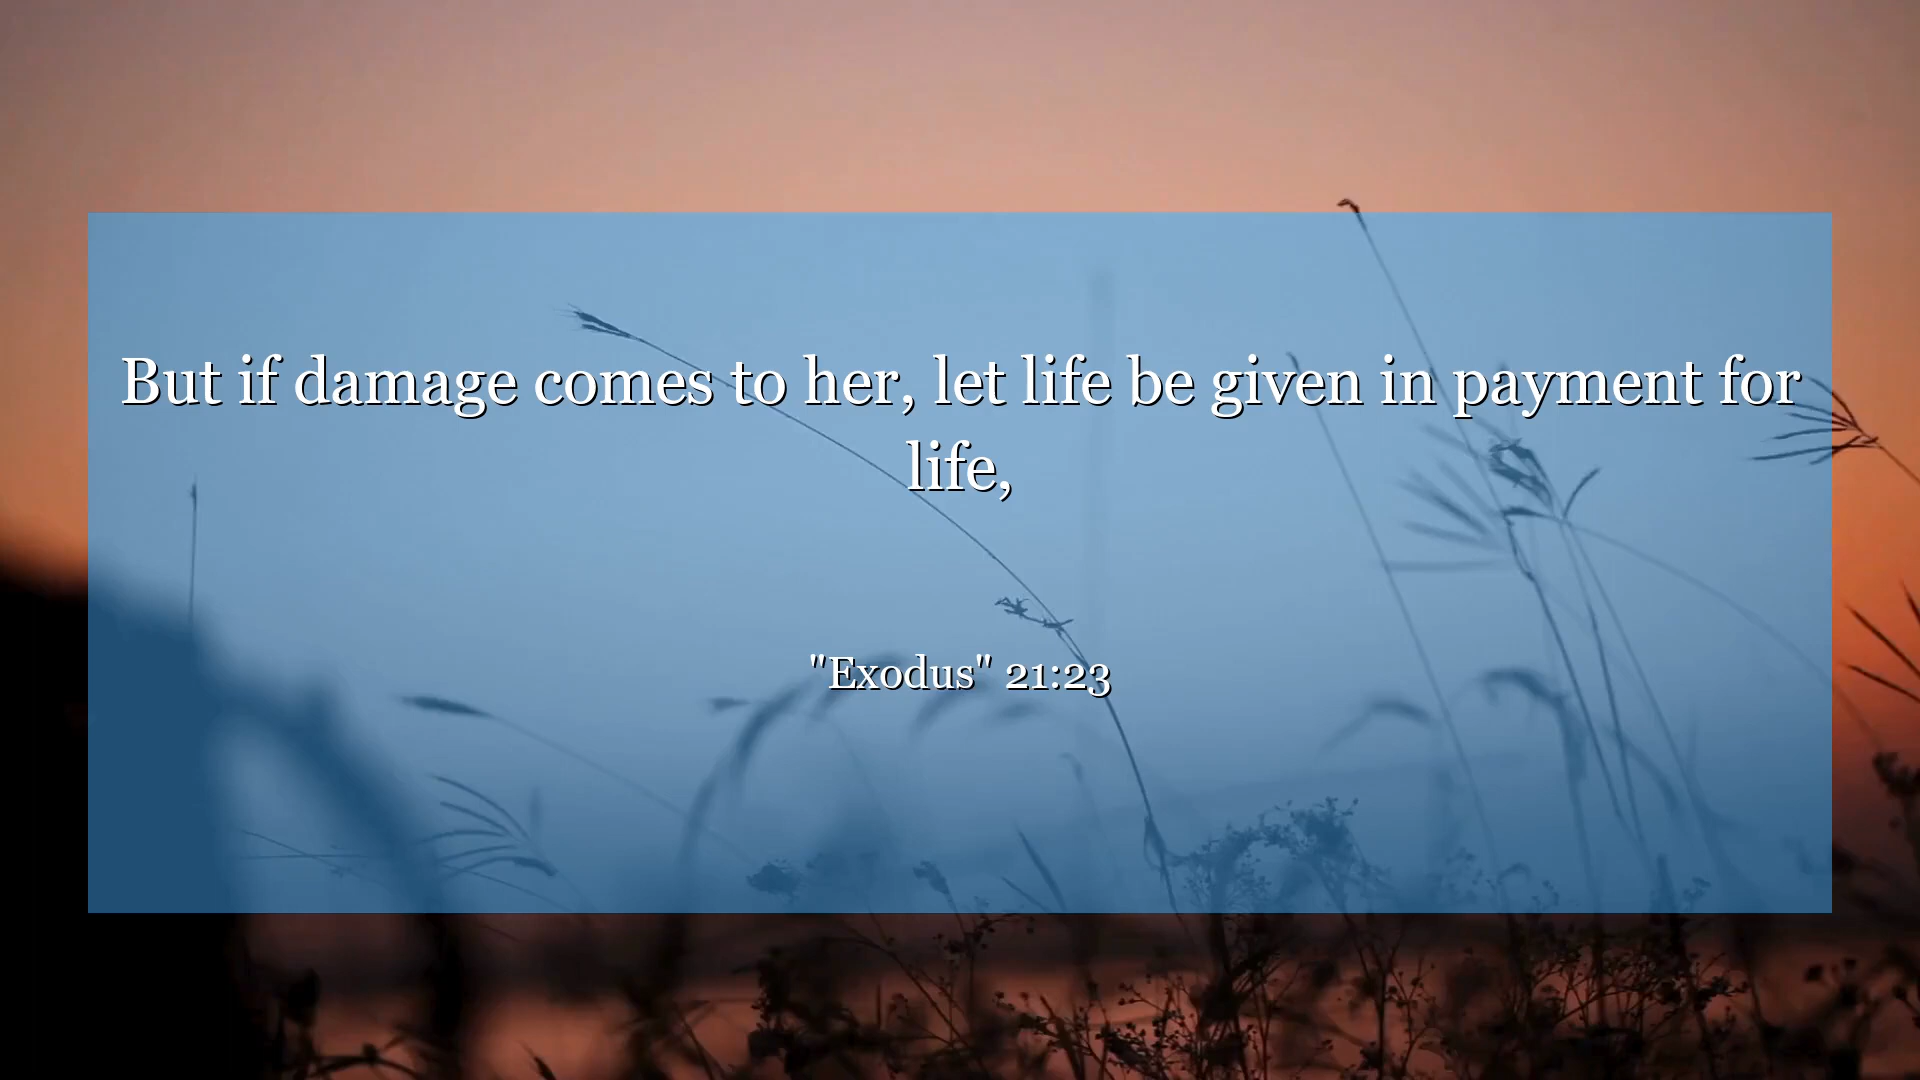 But if damage comes to her, let life be given in payment for
life,
"Exodus" 21:23